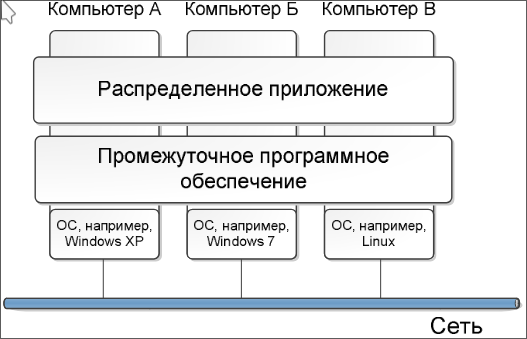 Компьютер А Компьютер Б Компьютер В
Распределенное приложение
Промежуточное программное
обеспечение
ОС, например,
Windows XP
ОС, например,
Windows 7
ОС, например,
Linux
Сеть